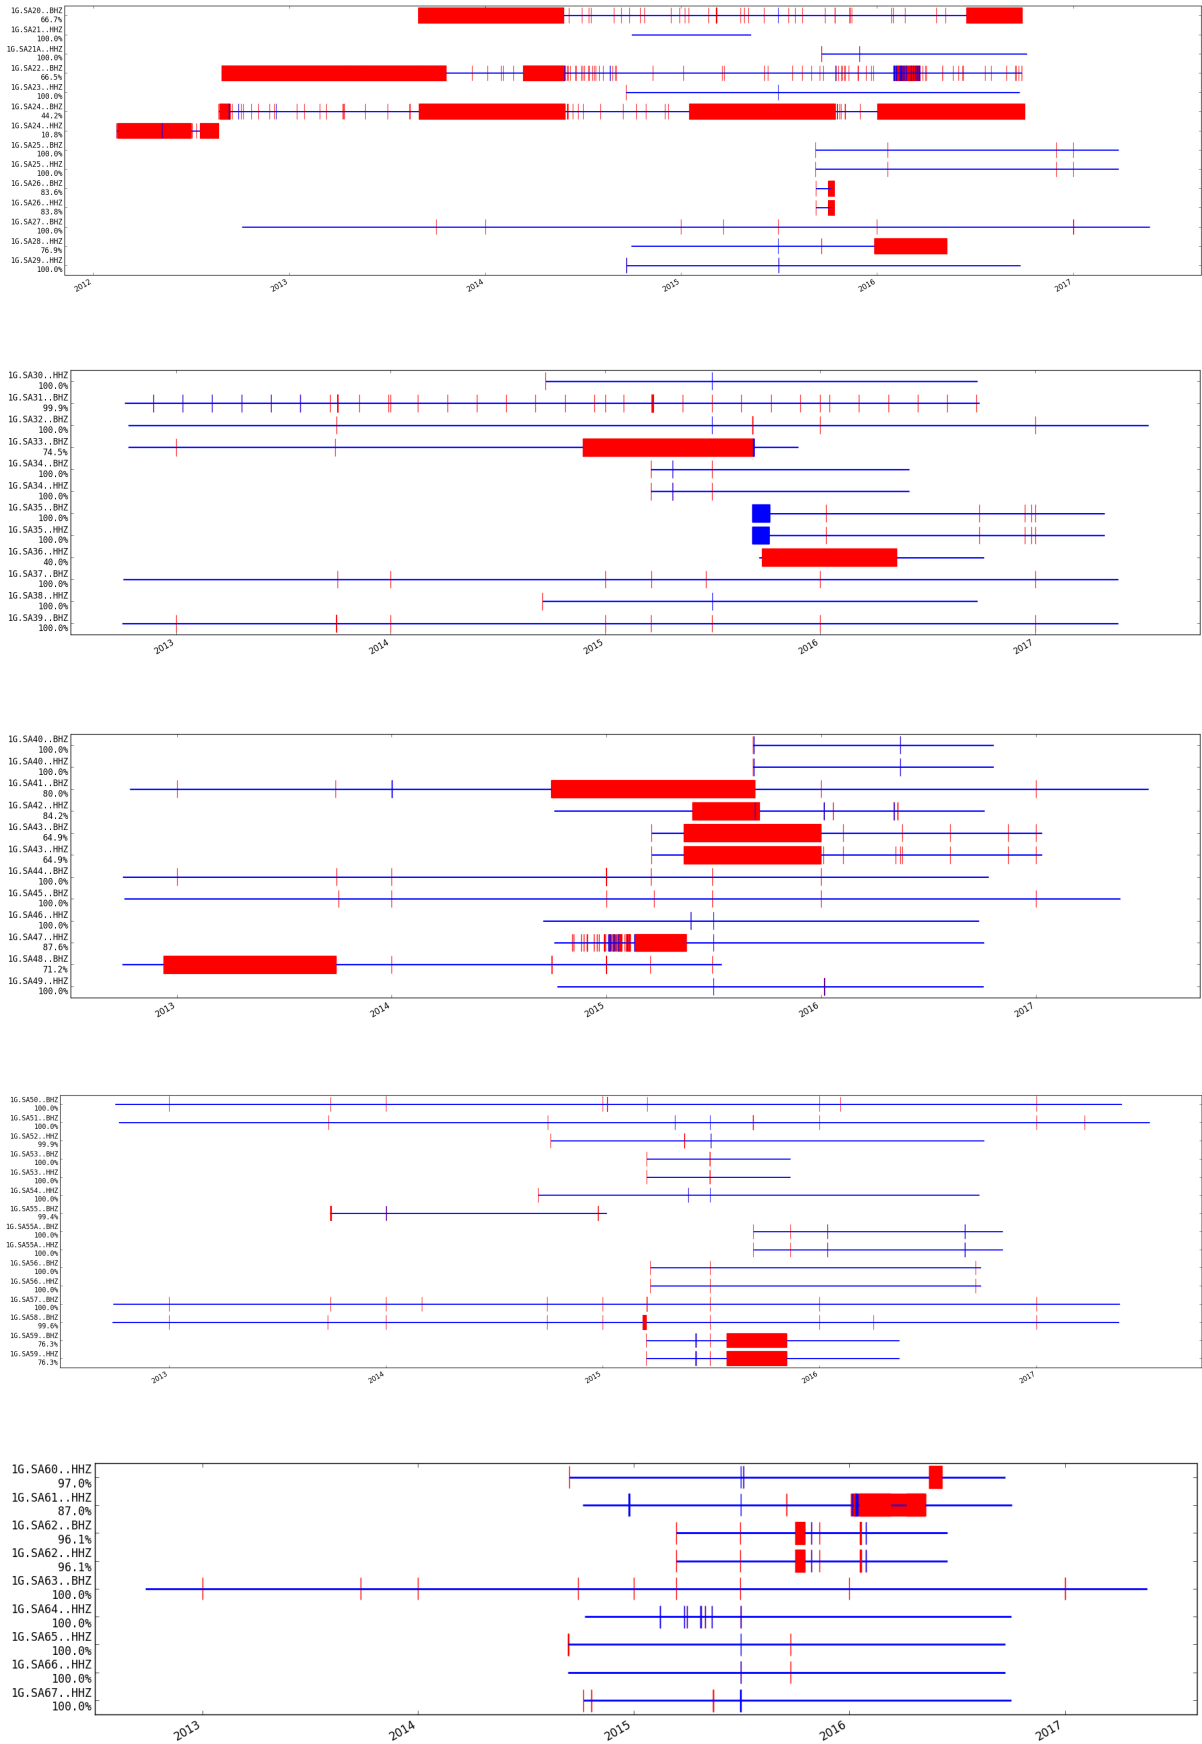 1G.SA20..BHZ
66.7%
1G.SA21..HHZ
100.0%
1G.SA21A..HHZ
100.0%
1G.SA22..BHZ
66.5%
1G.SA23..HHZ
100.0%
1G.SA24..BHZ
44.2%
1G.SA24..HHZ
10.8%
1G.SA25..BHZ
100.0%
1G.SA25..HHZ
100.0%
1G.SA26..BHZ
83.6%
1G.SA26..HHZ
83.8%
1G.SA27..BHZ
100.0%
1G.SA28..HHZ
76.9%
1G.SA29..HHZ
100.0%
2012 2013 2014 2015 2016 2017
1G.SA30..HHZ
100.0%
1G.SA31..BHZ
99.9%
1G.SA32..BHZ
100.0%
1G.SA33..BHZ
74.5%
1G.SA34..BHZ
100.0%
1G.SA34..HHZ
100.0%
1G.SA35..BHZ
100.0%
1G.SA35..HHZ
100.0%
1G.SA36..HHZ
40.0%
1G.SA37..BHZ
100.0%
1G.SA38..HHZ
100.0%
1G.SA39..BHZ
100.0%
2013 2014 2015 2016 2017
1G.SA40..BHZ
100.0%
1G.SA40..HHZ
100.0%
1G.SA41..BHZ
80.0%
1G.SA42..HHZ
84.2%
1G.SA43..BHZ
64.9%
1G.SA43..HHZ
64.9%
1G.SA44..BHZ
100.0%
1G.SA45..BHZ
100.0%
1G.SA46..HHZ
100.0%
1G.SA47..HHZ
87.6%
1G.SA48..BHZ
71.2%
1G.SA49..HHZ
100.0%
2013 2014 2015 2016 2017
1G.SA50..BHZ
100.0%
1G.SA51..BHZ
100.0%
1G.SA52..HHZ
99.9%
1G.SA53..BHZ
100.0%
1G.SA53..HHZ
100.0%
1G.SA54..HHZ
100.0%
1G.SA55..BHZ
99.4%
1G.SA55A..BHZ
100.0%
1G.SA55A..HHZ
100.0%
1G.SA56..BHZ
100.0%
1G.SA56..HHZ
100.0%
1G.SA57..BHZ
100.0%
1G.SA58..BHZ
99.6%
1G.SA59..BHZ
76.3%
1G.SA59..HHZ
76.3%
2013 2014 2015 2016 2017
1G.SA60..HHZ
97.0%
1G.SA61..HHZ
87.0%
1G.SA62..BHZ
96.1%
1G.SA62..HHZ
96.1%
1G.SA63..BHZ
100.0%
1G.SA64..HHZ
100.0%
1G.SA65..HHZ
100.0%
1G.SA66..HHZ
100.0%
1G.SA67..HHZ
100.0%
2013 2014 2015 2016 2017